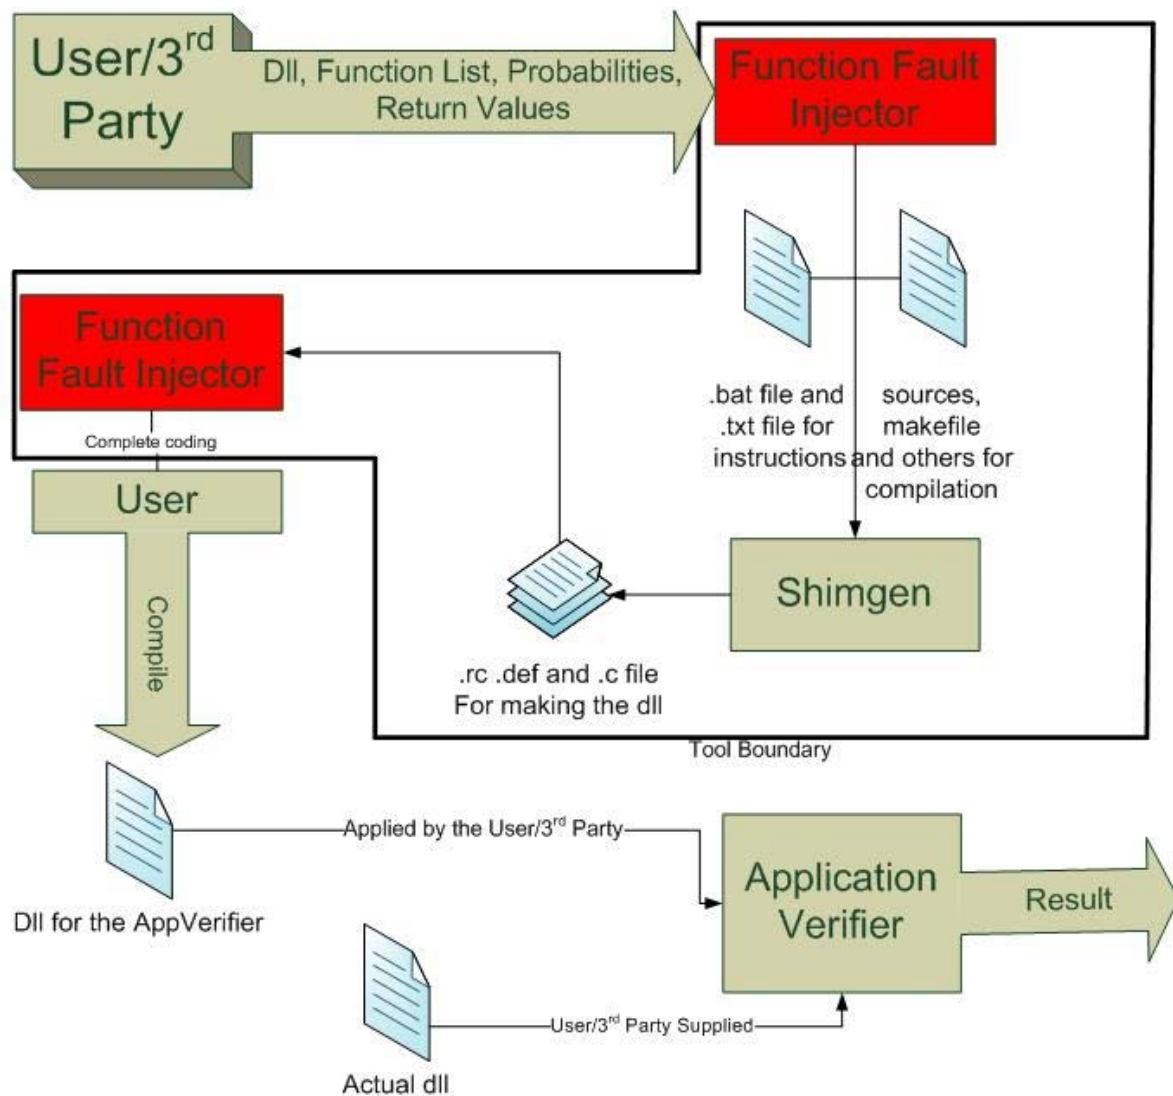 User/3rd
Party
Dll, Function List, Probabilities,
Return Values
Function Fault
Injector
Function
Fault Injector
Complete coding
User
Compile
.bat file and
.txt file for
instructions
sources,
makefile
and others for
compilation
Shimgen
.rc .def and .c file
For making the dll
Tool Boundary
Dll for the AppVerifier
Applied by the User/3rd Party
Application
Verifier
Result
User/3rd Party Supplied
Actual dll